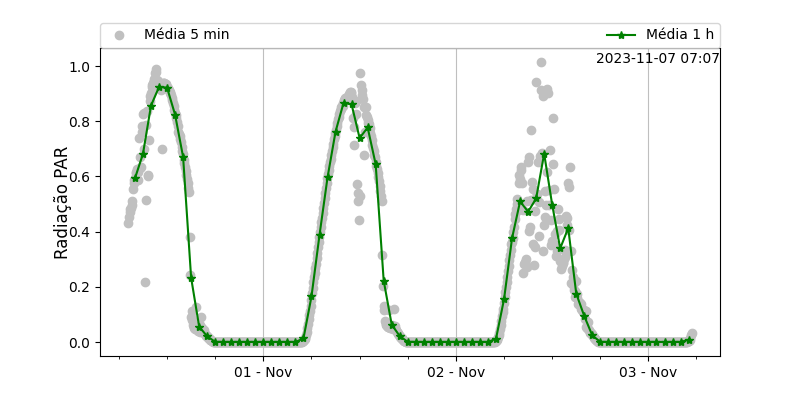 Média 5 min
Média 1 h
2023-11-07 07:07
Radiação PAR
1.0
0.8
0.6
0.4
0.2
0.0
01 - Nov
02 - Nov
03 - Nov